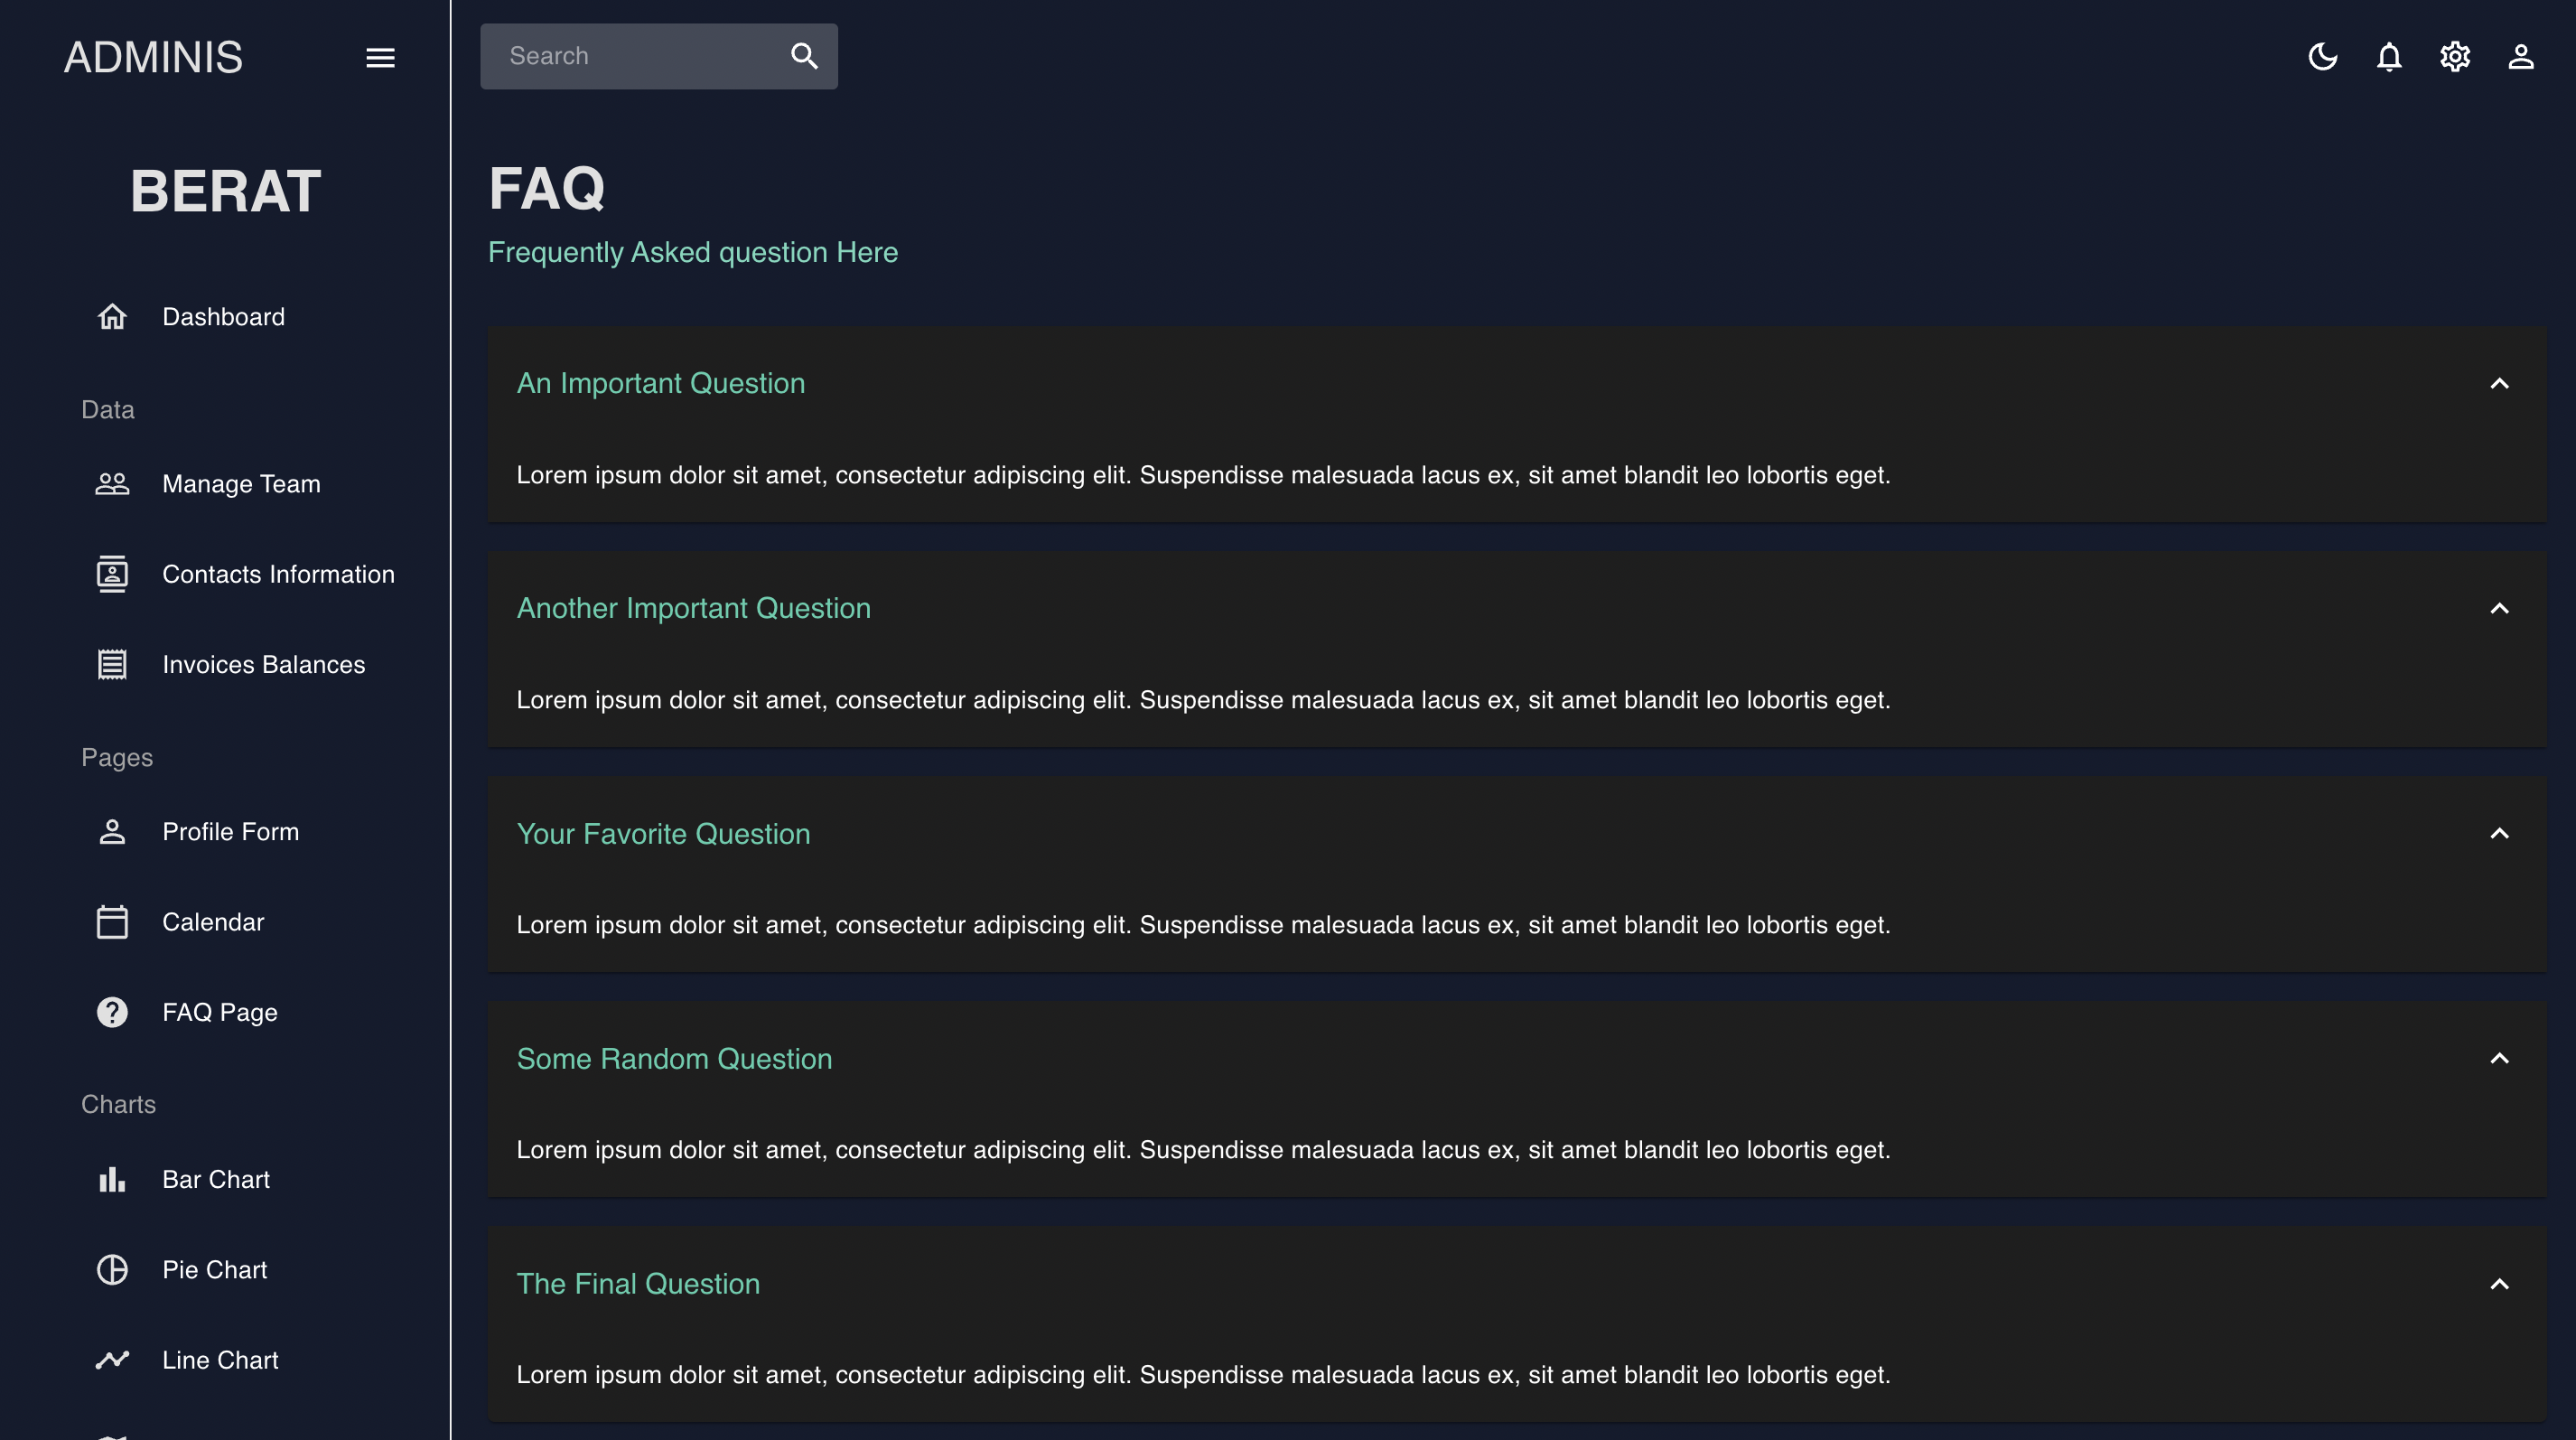 ADMINIS
BERAT
Dashboard
Data
Manage Team
Contacts Information
Invoices Balances
Pages
Profile Form
Calendar
FAQ Page
Charts
Bar Chart
Pie Chart
Line Chart
Search
FAQ
Frequently Asked question Here
An Important Question
Lorem ipsum dolor sit amet, consectetur adipiscing elit. Suspendisse malesuada lacus ex, sit amet blandit leo lobortis eget.
Another Important Question
Lorem ipsum dolor sit amet, consectetur adipiscing elit. Suspendisse malesuada lacus ex, sit amet blandit leo lobortis eget.
Your Favorite Question
Lorem ipsum dolor sit amet, consectetur adipiscing elit. Suspendisse malesuada lacus ex, sit amet blandit leo lobortis eget.
Some Random Question
Lorem ipsum dolor sit amet, consectetur adipiscing elit. Suspendisse malesuada lacus ex, sit amet blandit leo lobortis eget.
The Final Question
Lorem ipsum dolor sit amet, consectetur adipiscing elit. Suspendisse malesuada lacus ex, sit amet blandit leo lobortis eget.